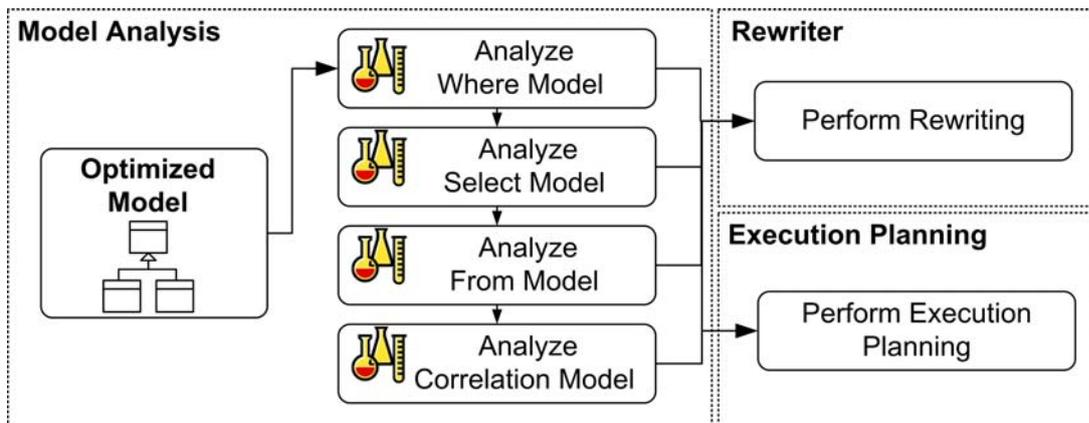 Model Analysis
Optimized
Model
Analyze
Where Model
Analyze
Select Model
Analyze
From Model
Analyze
Correlation Model
Rewriter
Perform Rewriting
Execution Planning
Perform Execution
Planning